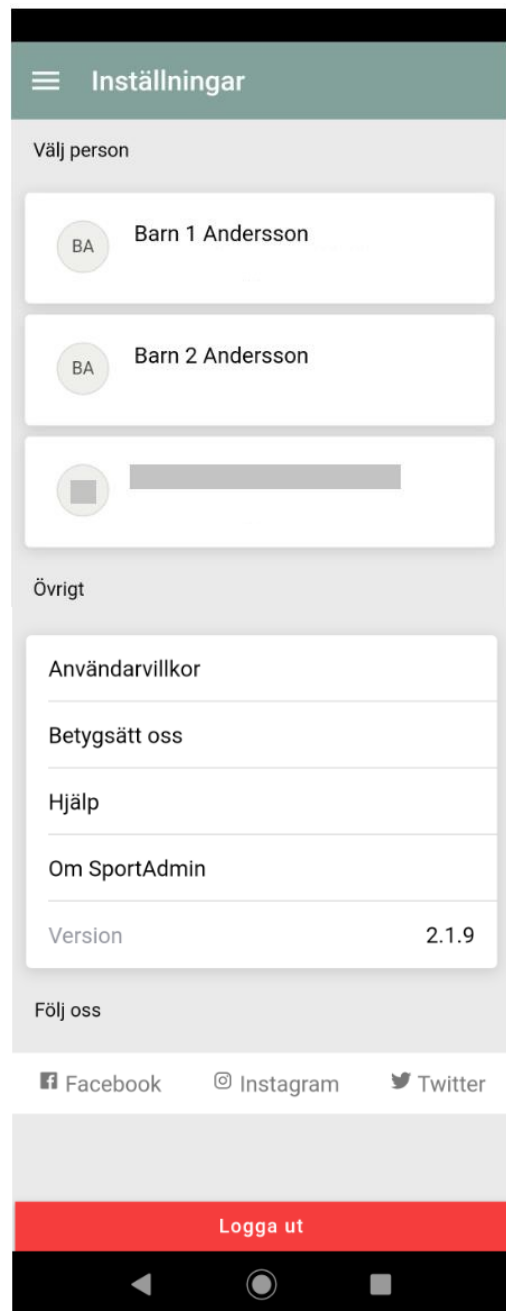 Inställningar
Välj person
BA
Barn 1 Andersson
BA
Barn 2 Andersson
Övrigt
Användarvillkor
Betygsätt oss
Hjälp
Om SportAdmin
Version 2.1.9
Följ oss
Facebook Instagram Twitter
Logga ut